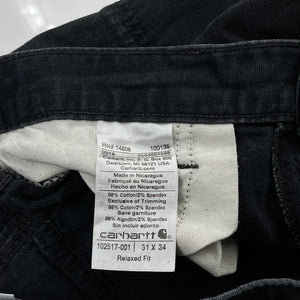 RN# 14806 100106
Carhartt, Inc., P.O. Box 600
Dearborn, MI 48121
Carhartt.com
Made in Nicaragua
Fabriqué au Nicaragua
Hecho en Nicaragua
98% Cotton/2% Spandex
Exclusive of Trimming
98% Coton/2% Spandex
Sans garniture
98% Algodón/2% Spandex
Sin incluir adorno
carhartt
102517-001 31 X 34
Relaxed Fit